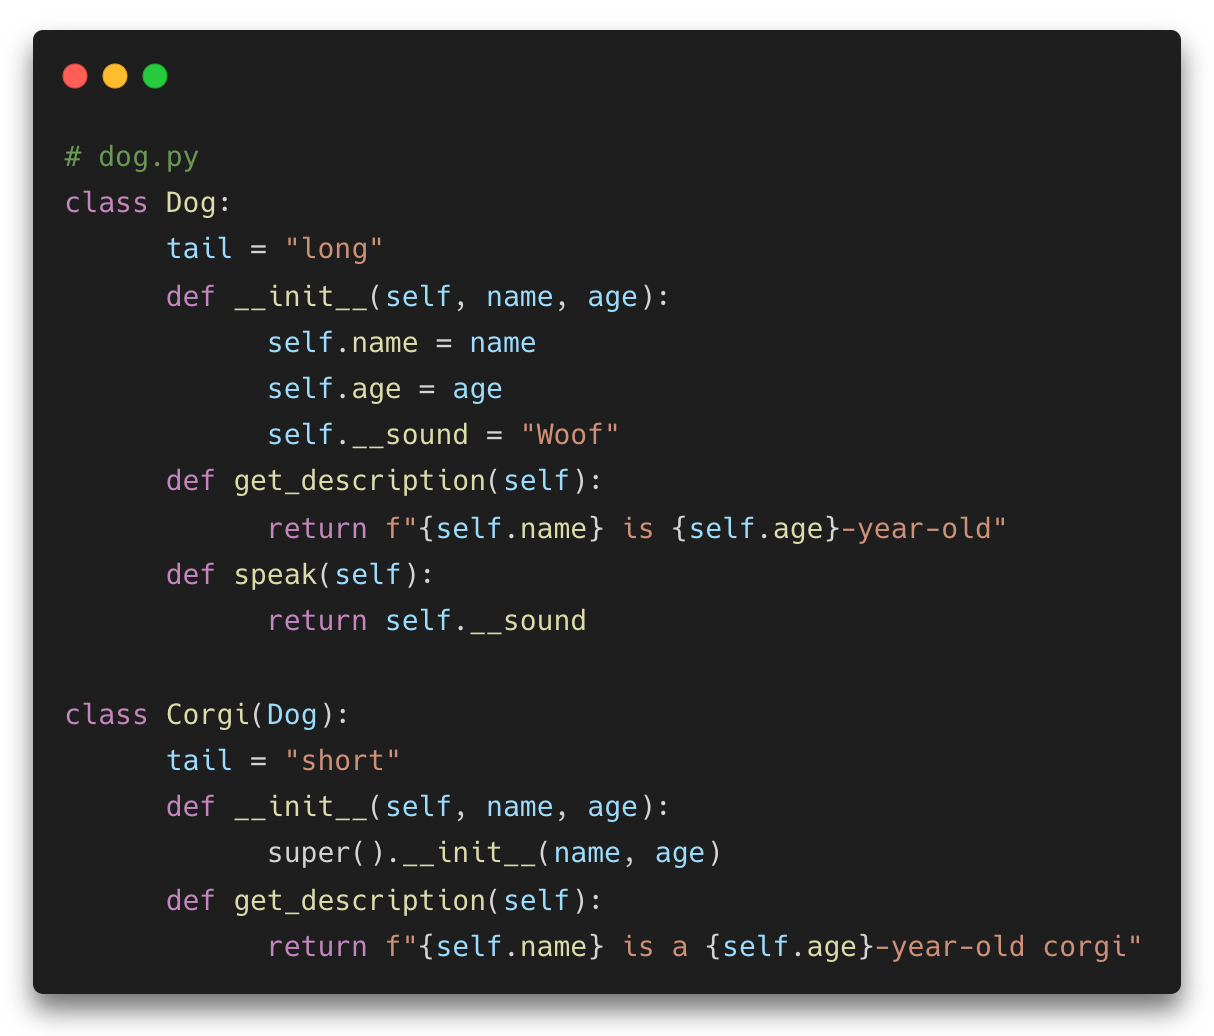 # dog.py
class Dog:
      tail = "long"
      def __init__(self, name, age):
            self.name = name
            self.age = age
            self.__sound = "Woof"
      def get_description(self):
            return f"{self.name} is {self.age}-year-old"
      def speak(self):
            return self.__sound

class Corgi(Dog):
      tail = "short"
      def __init__(self, name, age):
            super().__init__(name, age)
      def get_description(self):
            return f"{self.name} is a {self.age}-year-old corgi"